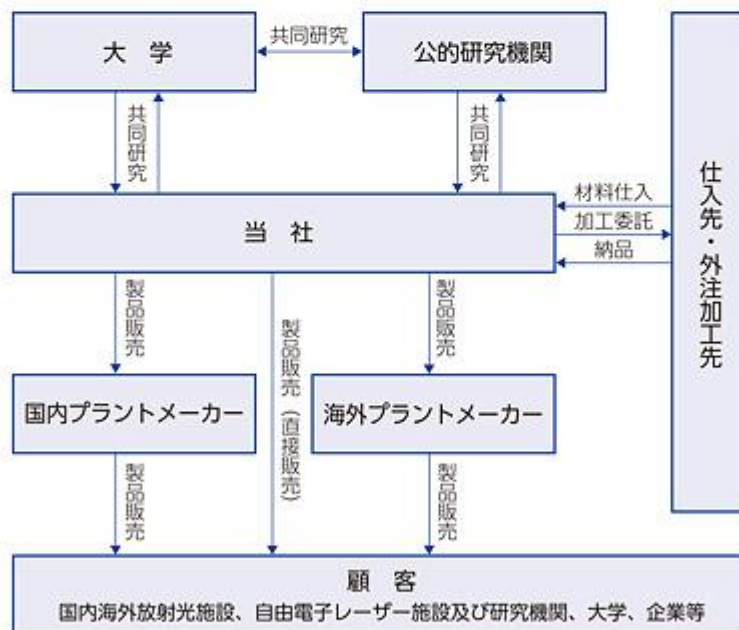 大　学
共同研究
公的研究機関
共同研究
共同研究
仕入先・外注加工先
材料仕入
加工委託
納品
当　社
製品販売
製品販売（直接販売）
製品販売
国内プラントメーカー
海外プラントメーカー
製品販売
製品販売
顧　客
国内海外放射光施設、自由電子レーザー施設及び研究機関、大学、企業等